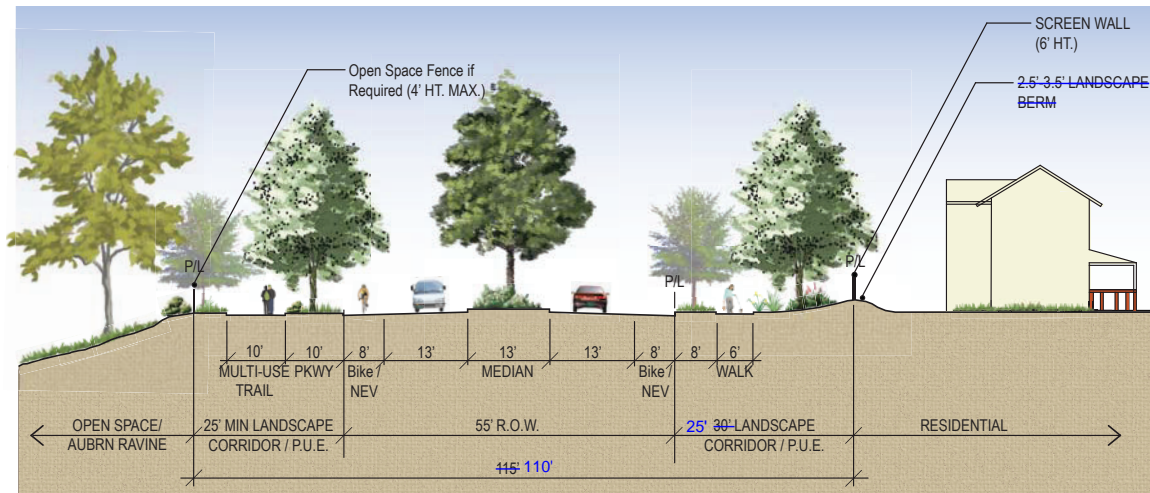 SCREEN WALL
(6' HT.)
Open Space Fence if
Required (4' HT. MAX.)
2.5'-3.5' LANDSCAPE
BERM
P/L
P/L
P/L
10' 10' 8' 13' 13' 13' 8' 8' 6'
MULTI-USE PKWY Bike / MEDIAN Bike / WALK
TRAIL NEV NEV
OPEN SPACE/ 25' MIN LANDSCAPE 55' R.O.W. 25' 30' LANDSCAPE RESIDENTIAL
AUBRN RAVINE CORRIDOR / P.U.E. CORRIDOR / P.U.E.
115' 110'